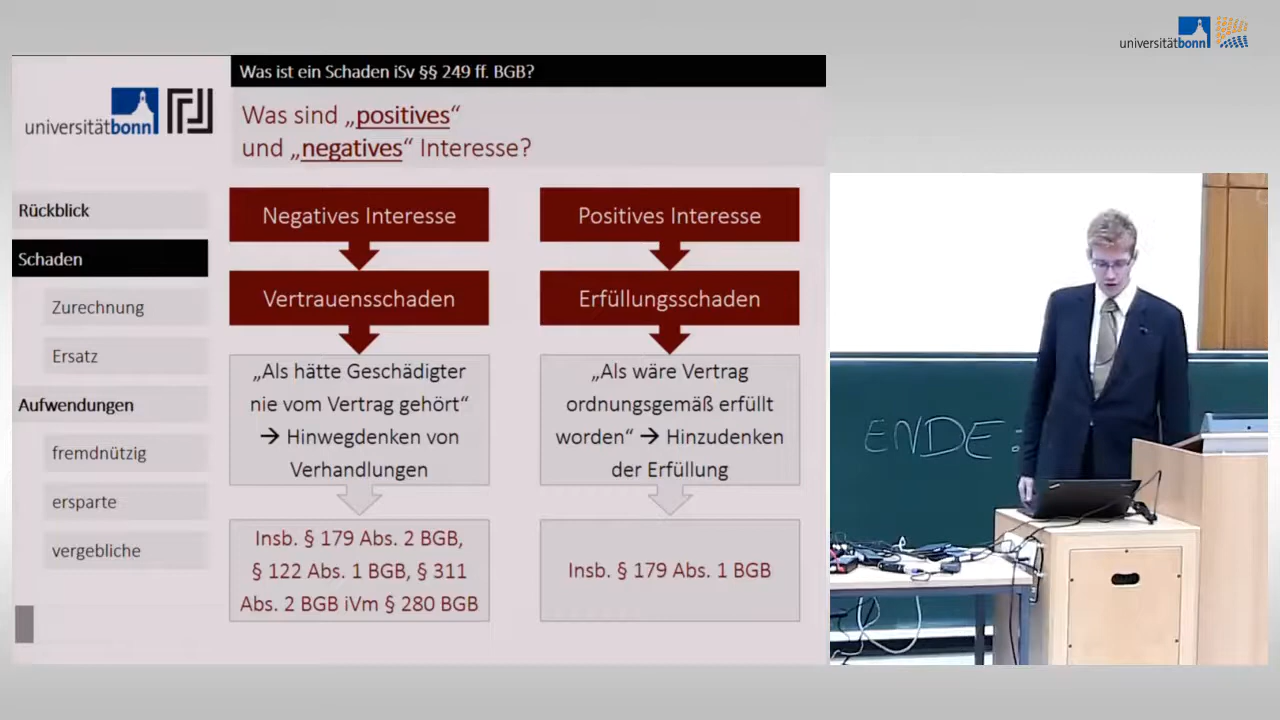 universitätbonn
Was ist ein Schaden iSv §§ 249 ff. BGB?
universitätbonn
Was sind „positives“
und „negatives“ Interesse?
Rückblick
Schaden
Zurechnung
Ersatz
Aufwendungen
fremdnützig
ersparte
vergebliche
Negatives Interesse
Vertrauensschaden
„Als hätte Geschädigter
nie vom Vertrag gehört“
→ Hinwegdenken von
Verhandlungen
Insb. § 179 Abs. 2 BGB,
§ 122 Abs. 1 BGB, § 311
Abs. 2 BGB iVm § 280 BGB
Positives Interesse
Erfüllungsschaden
„Als wäre Vertrag
ordnungsgemäß erfüllt
worden“ → Hinzudenken
der Erfüllung
Insb. § 179 Abs. 1 BGB
ENDE: